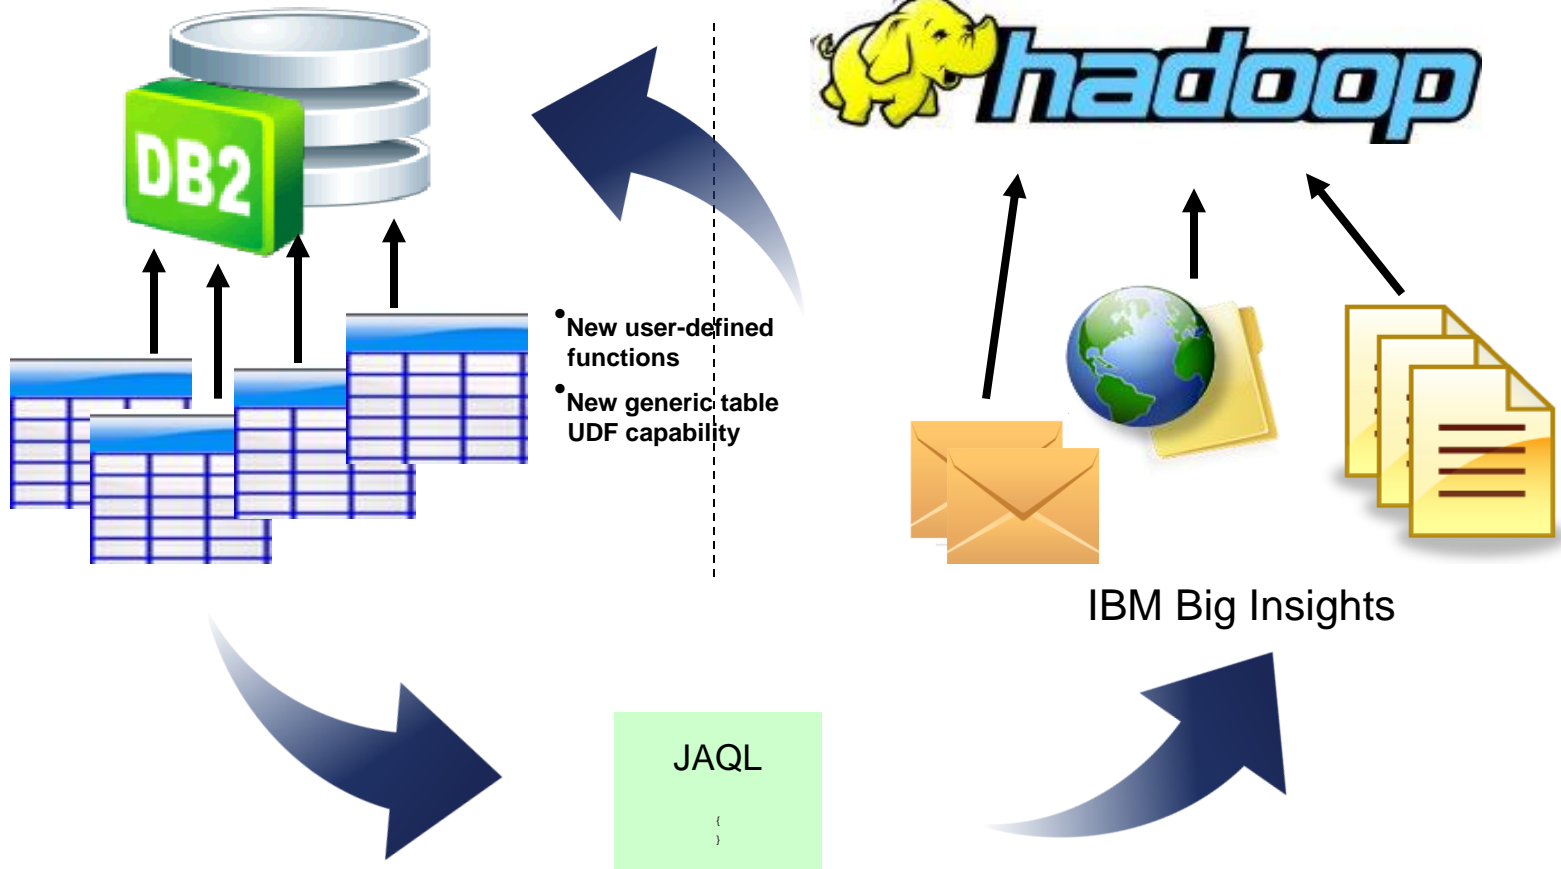 DB2
hadoop
•New user-defined
functions
•New generic table
UDF capability
IBM Big Insights
JAQL
{
}